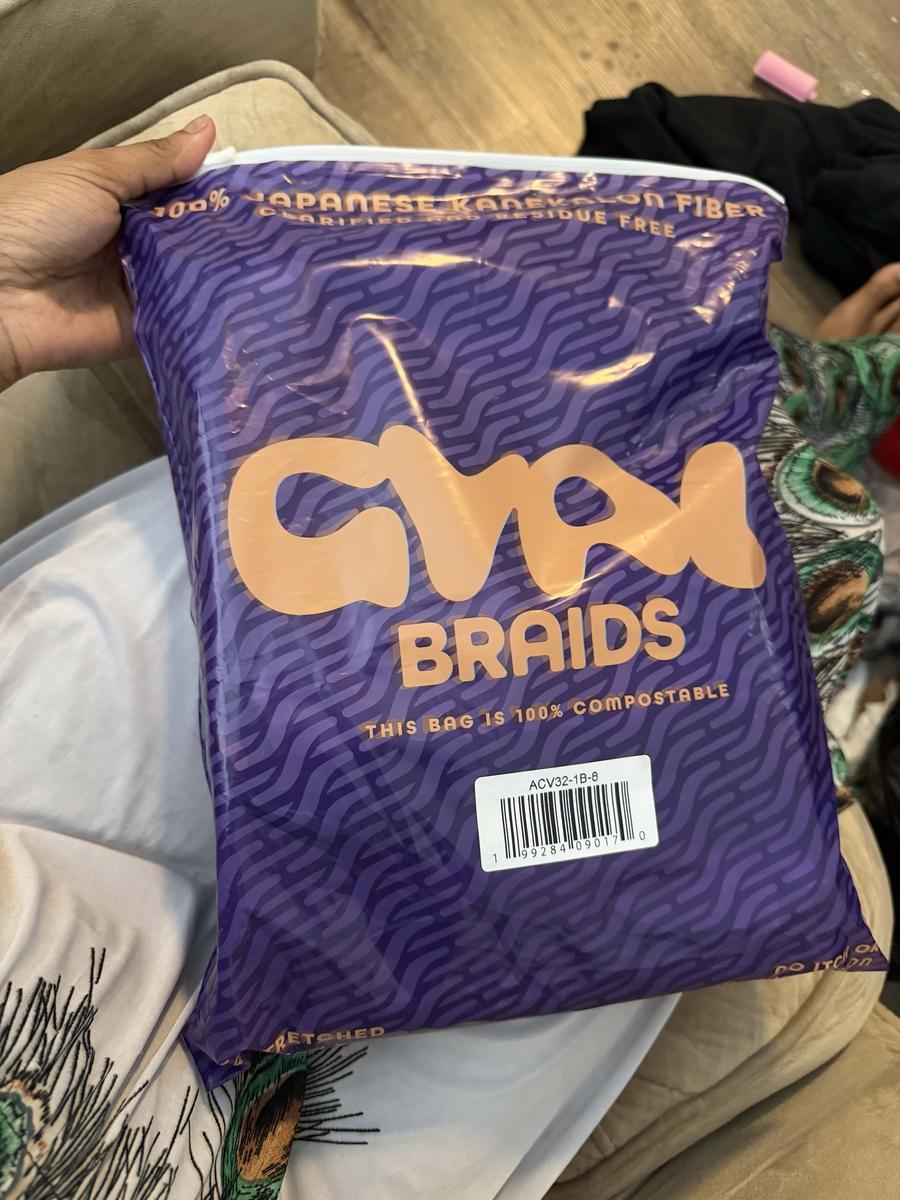 100% JAPANESE KANEKALON FIBER
CLARIFIED AND RESIDUE FREE
BRAIDS
THIS BAG IS 100% COMPOSTABLE
ACV32-1B-8
1 99284 09017 0